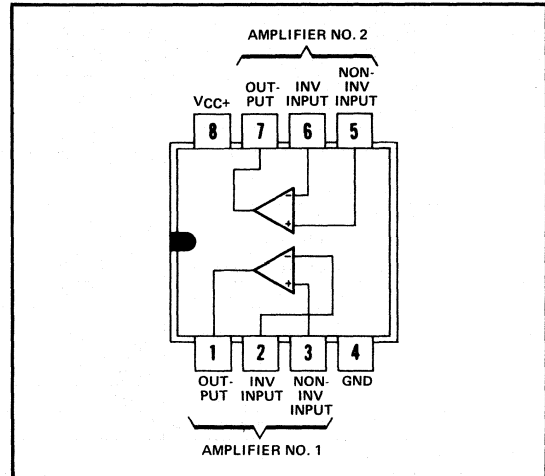 AMPLIFIER NO. 2
VCC+
OUT-
PUT
INV
INPUT
NON-
INV
INPUT
8 7 6 5
−
+
−
+
1 2 3 4
OUT-
PUT
INV
INPUT
NON-
INV
INPUT
GND
AMPLIFIER NO. 1